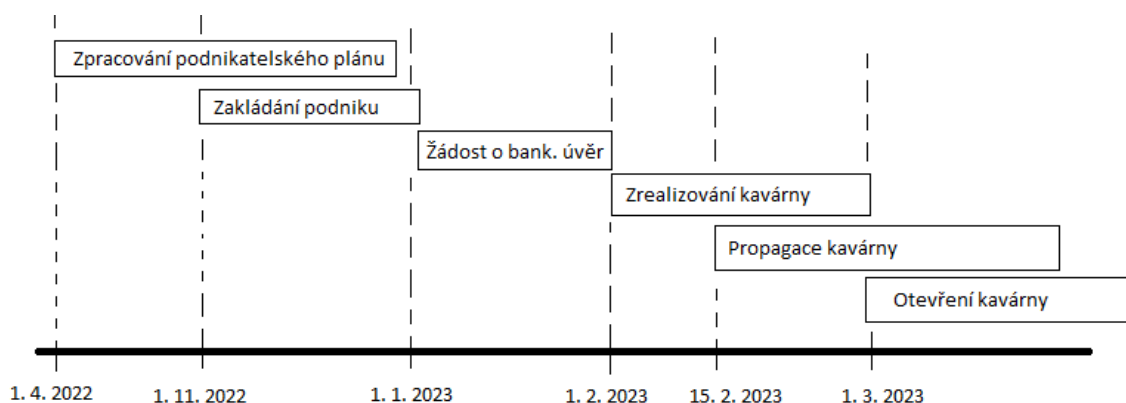 Zpracování podnikatelského plánu
Zakládání podniku
Žádost o bank. úvěr
Zrealizování kavárny
Propagace kavárny
Otevření kavárny
1. 4. 2022
1. 11. 2022
1. 1. 2023
1. 2. 2023
15. 2. 2023
1. 3. 2023